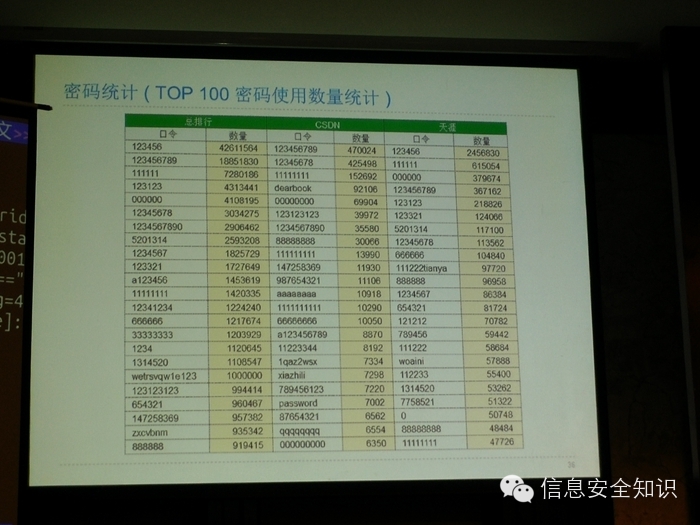 密码统计 ( TOP 100 密码使用数量统计 )
总排行 CSDN 天涯
口令 数量 口令 数量 口令 数量
123456 42611564 123456789 470024 123456 2456830
123456789 18851830 12345678 425498 111111 615054
111111 7280186 11111111 152692 000000 379674
123123 4313441 dearbook 92106 123456789 367162
000000 4108195 00000000 69904 123123 218826
12345678 3034275 123123123 39972 123321 124066
1234567890 2906462 1234567890 35580 5201314 117100
5201314 2593208 88888888 30066 12345678 113562
1234567 1825729 111111111 13990 666666 104840
123321 1727649 147258369 11930 111222tianya 97720
a123456 1453619 987654321 11106 888888 96958
11111111 1420335 aaaaaaaa 10918 1234567 86384
12341234 1224240 1111111111 10290 654321 81724
666666 1217674 66666666 10050 121212 70782
33333333 1203929 a123456789 8870 789456 59442
1234 1120645 11223344 8192 111222 58684
1314520 1108547 1qaz2wsx 7334 woaini 57888
wetrsvqw1e123 1000000 xiazhili 7298 112233 55400
123123123 994414 789456123 7220 1314520 53262
654321 960467 password 7002 7758521 51322
147258369 957382 87654321 6562 0 50748
zxcvbnm 935342 qqqqqqqq 6554 88888888 48484
888888 919415 000000000 6350 11111111 47726
文>>
rid
sta
001
=="
g=4
e]:
信息安全知识